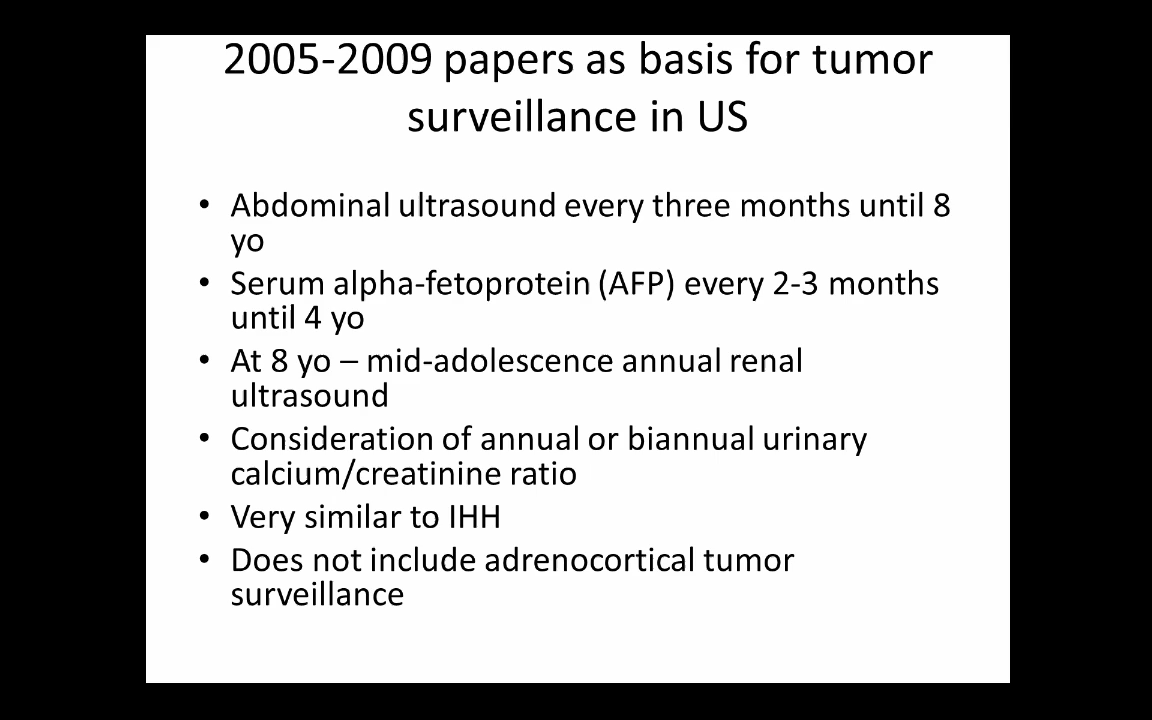 2005-2009 papers as basis for tumor
surveillance in US
• Abdominal ultrasound every three months until 8
yo
• Serum alpha-fetoprotein (AFP) every 2-3 months
until 4 yo
• At 8 yo – mid-adolescence annual renal
ultrasound
• Consideration of annual or biannual urinary
calcium/creatinine ratio
• Very similar to IHH
• Does not include adrenocortical tumor
surveillance